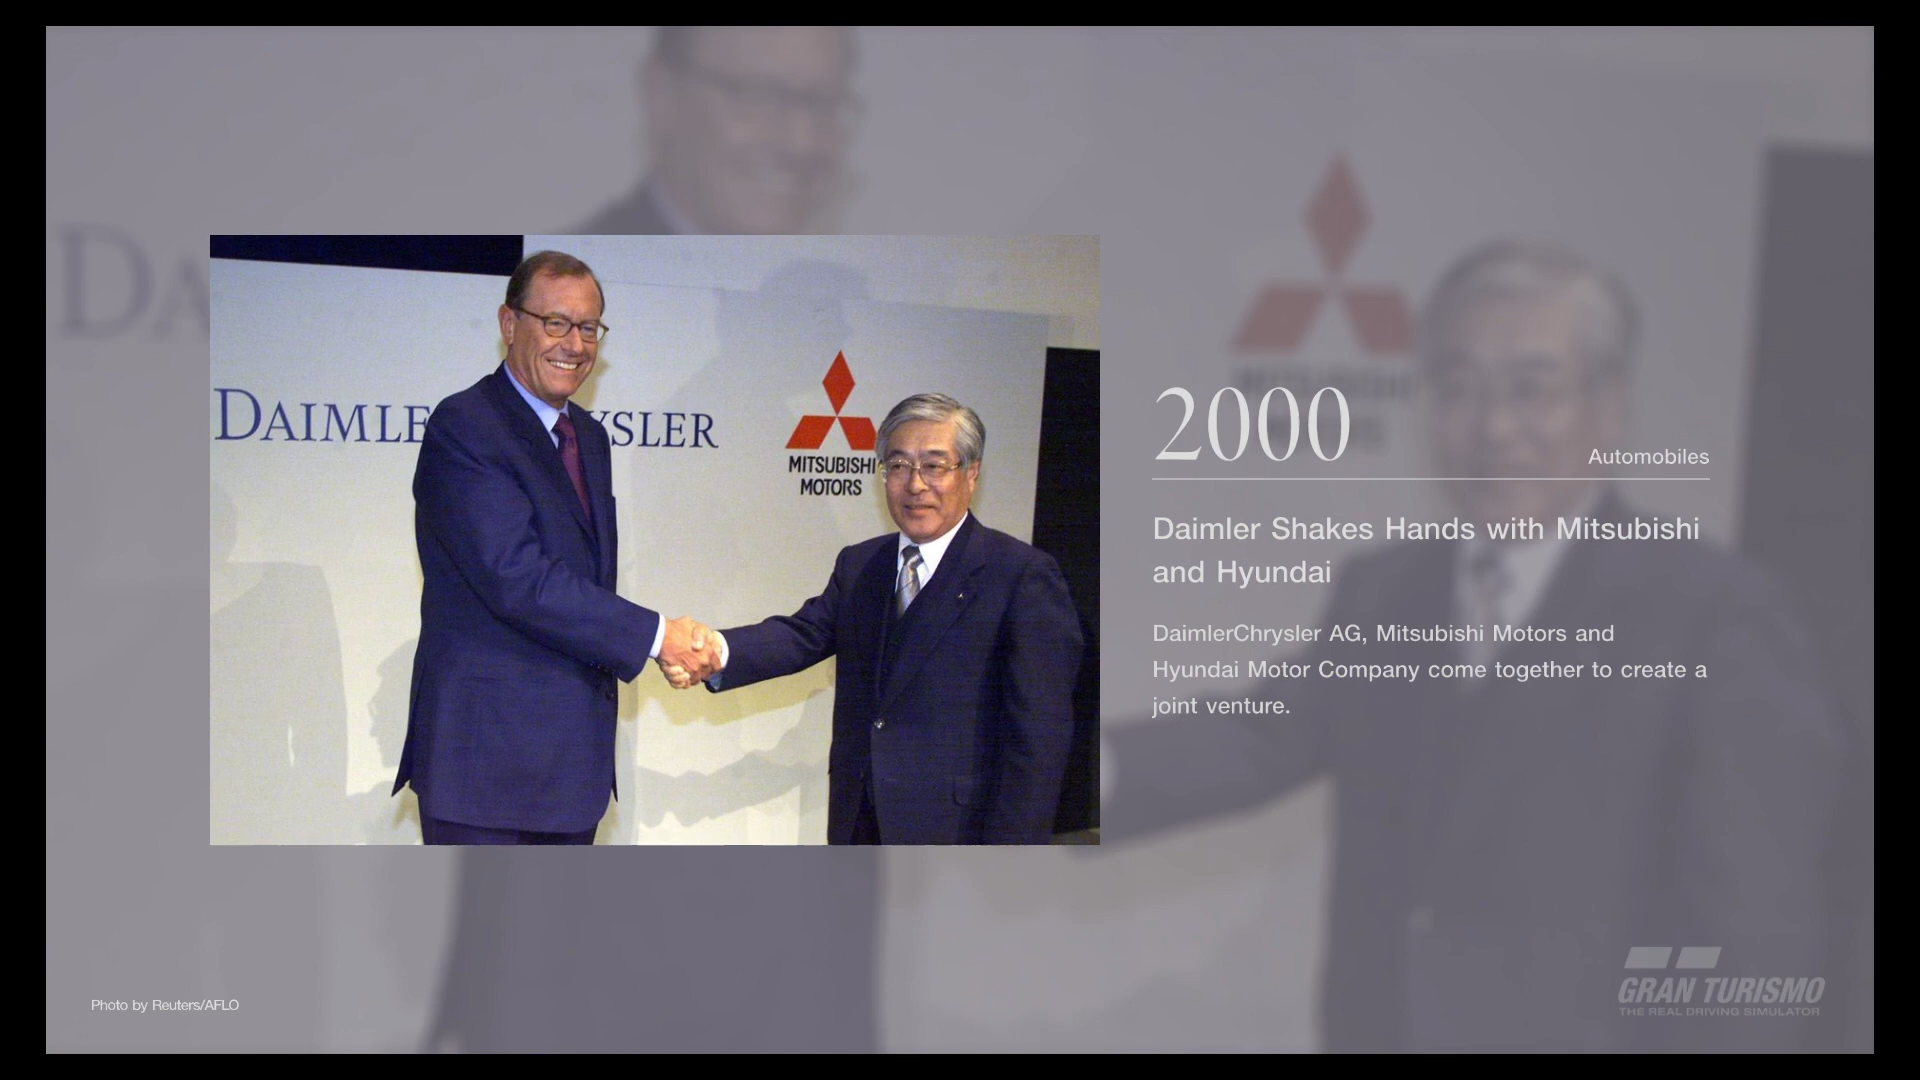 DAIMLE YSLER
MITSUBISHI
MOTORS
2000
Automobiles
Daimler Shakes Hands with Mitsubishi
and Hyundai
DaimlerChrysler AG, Mitsubishi Motors and
Hyundai Motor Company come together to create a
joint venture.
Photo by Reuters/AFLO
GRAN TURISMO
THE REAL DRIVING SIMULATOR